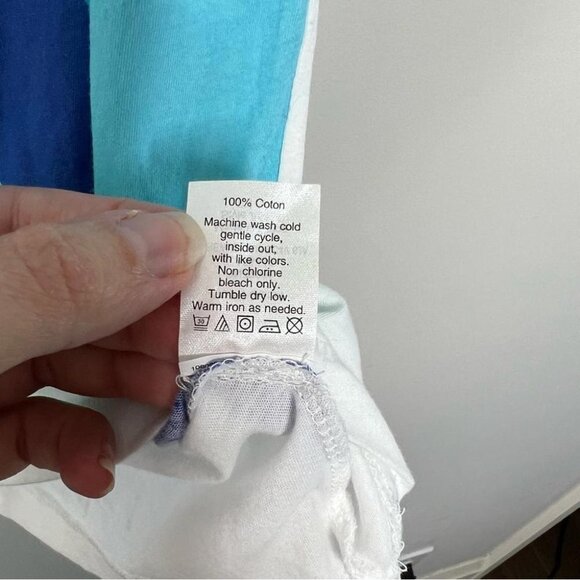 100% Coton
Machine wash cold
gentle cycle,
inside out,
with like colors.
Non chlorine
bleach only.
Tumble dry low.
Warm iron as needed.
30